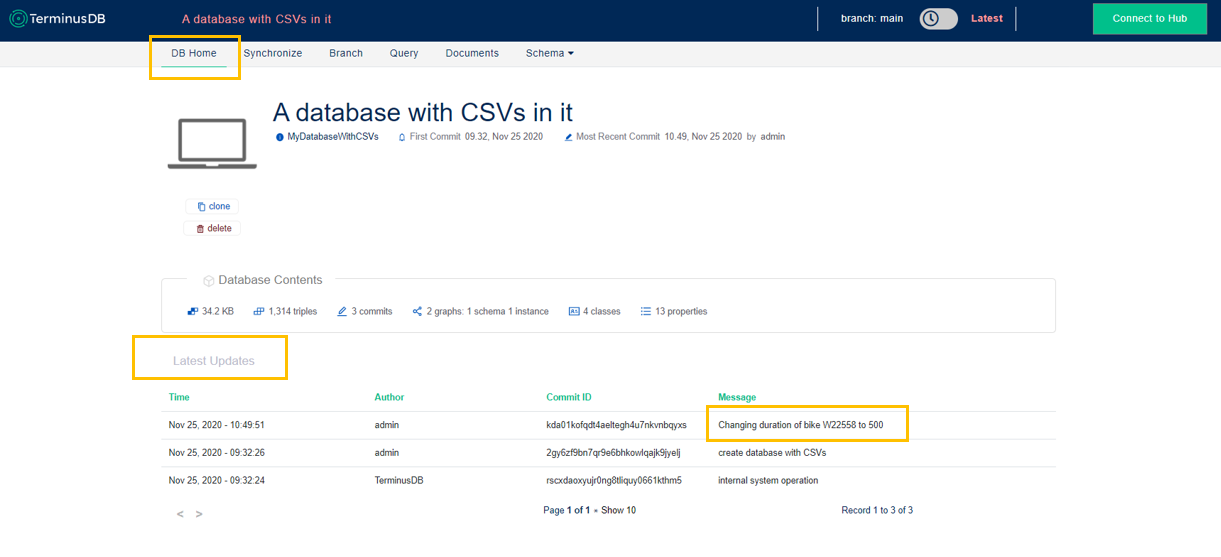 TerminusDB A database with CSVs in it branch: main Latest Connect to Hub
DB Home Synchronize Branch Query Documents Schema
A database with CSVs in it
MyDatabaseWithCSVs First Commit 09.32, Nov 25 2020 Most Recent Commit 10.49, Nov 25 2020 by admin
clone
delete
Database Contents
34.2 KB 1,314 triples 3 commits 2 graphs: 1 schema 1 instance 4 classes 13 properties
Latest Updates
Time Author Commit ID Message
Nov 25, 2020 - 10:49:51 admin kda01kofqdt4aeltegh4u7nkvnbqyxs Changing duration of bike W22558 to 500
Nov 25, 2020 - 09:32:26 admin 2gy6zf9bn7qr9e6bhkowlqajk9jyelj create database with CSVs
Nov 25, 2020 - 09:32:24 TerminusDB rscxdaoxyujr0ng8tliquy0661kthm5 internal system operation
< > Page 1 of 1 Show 10 Record 1 to 3 of 3